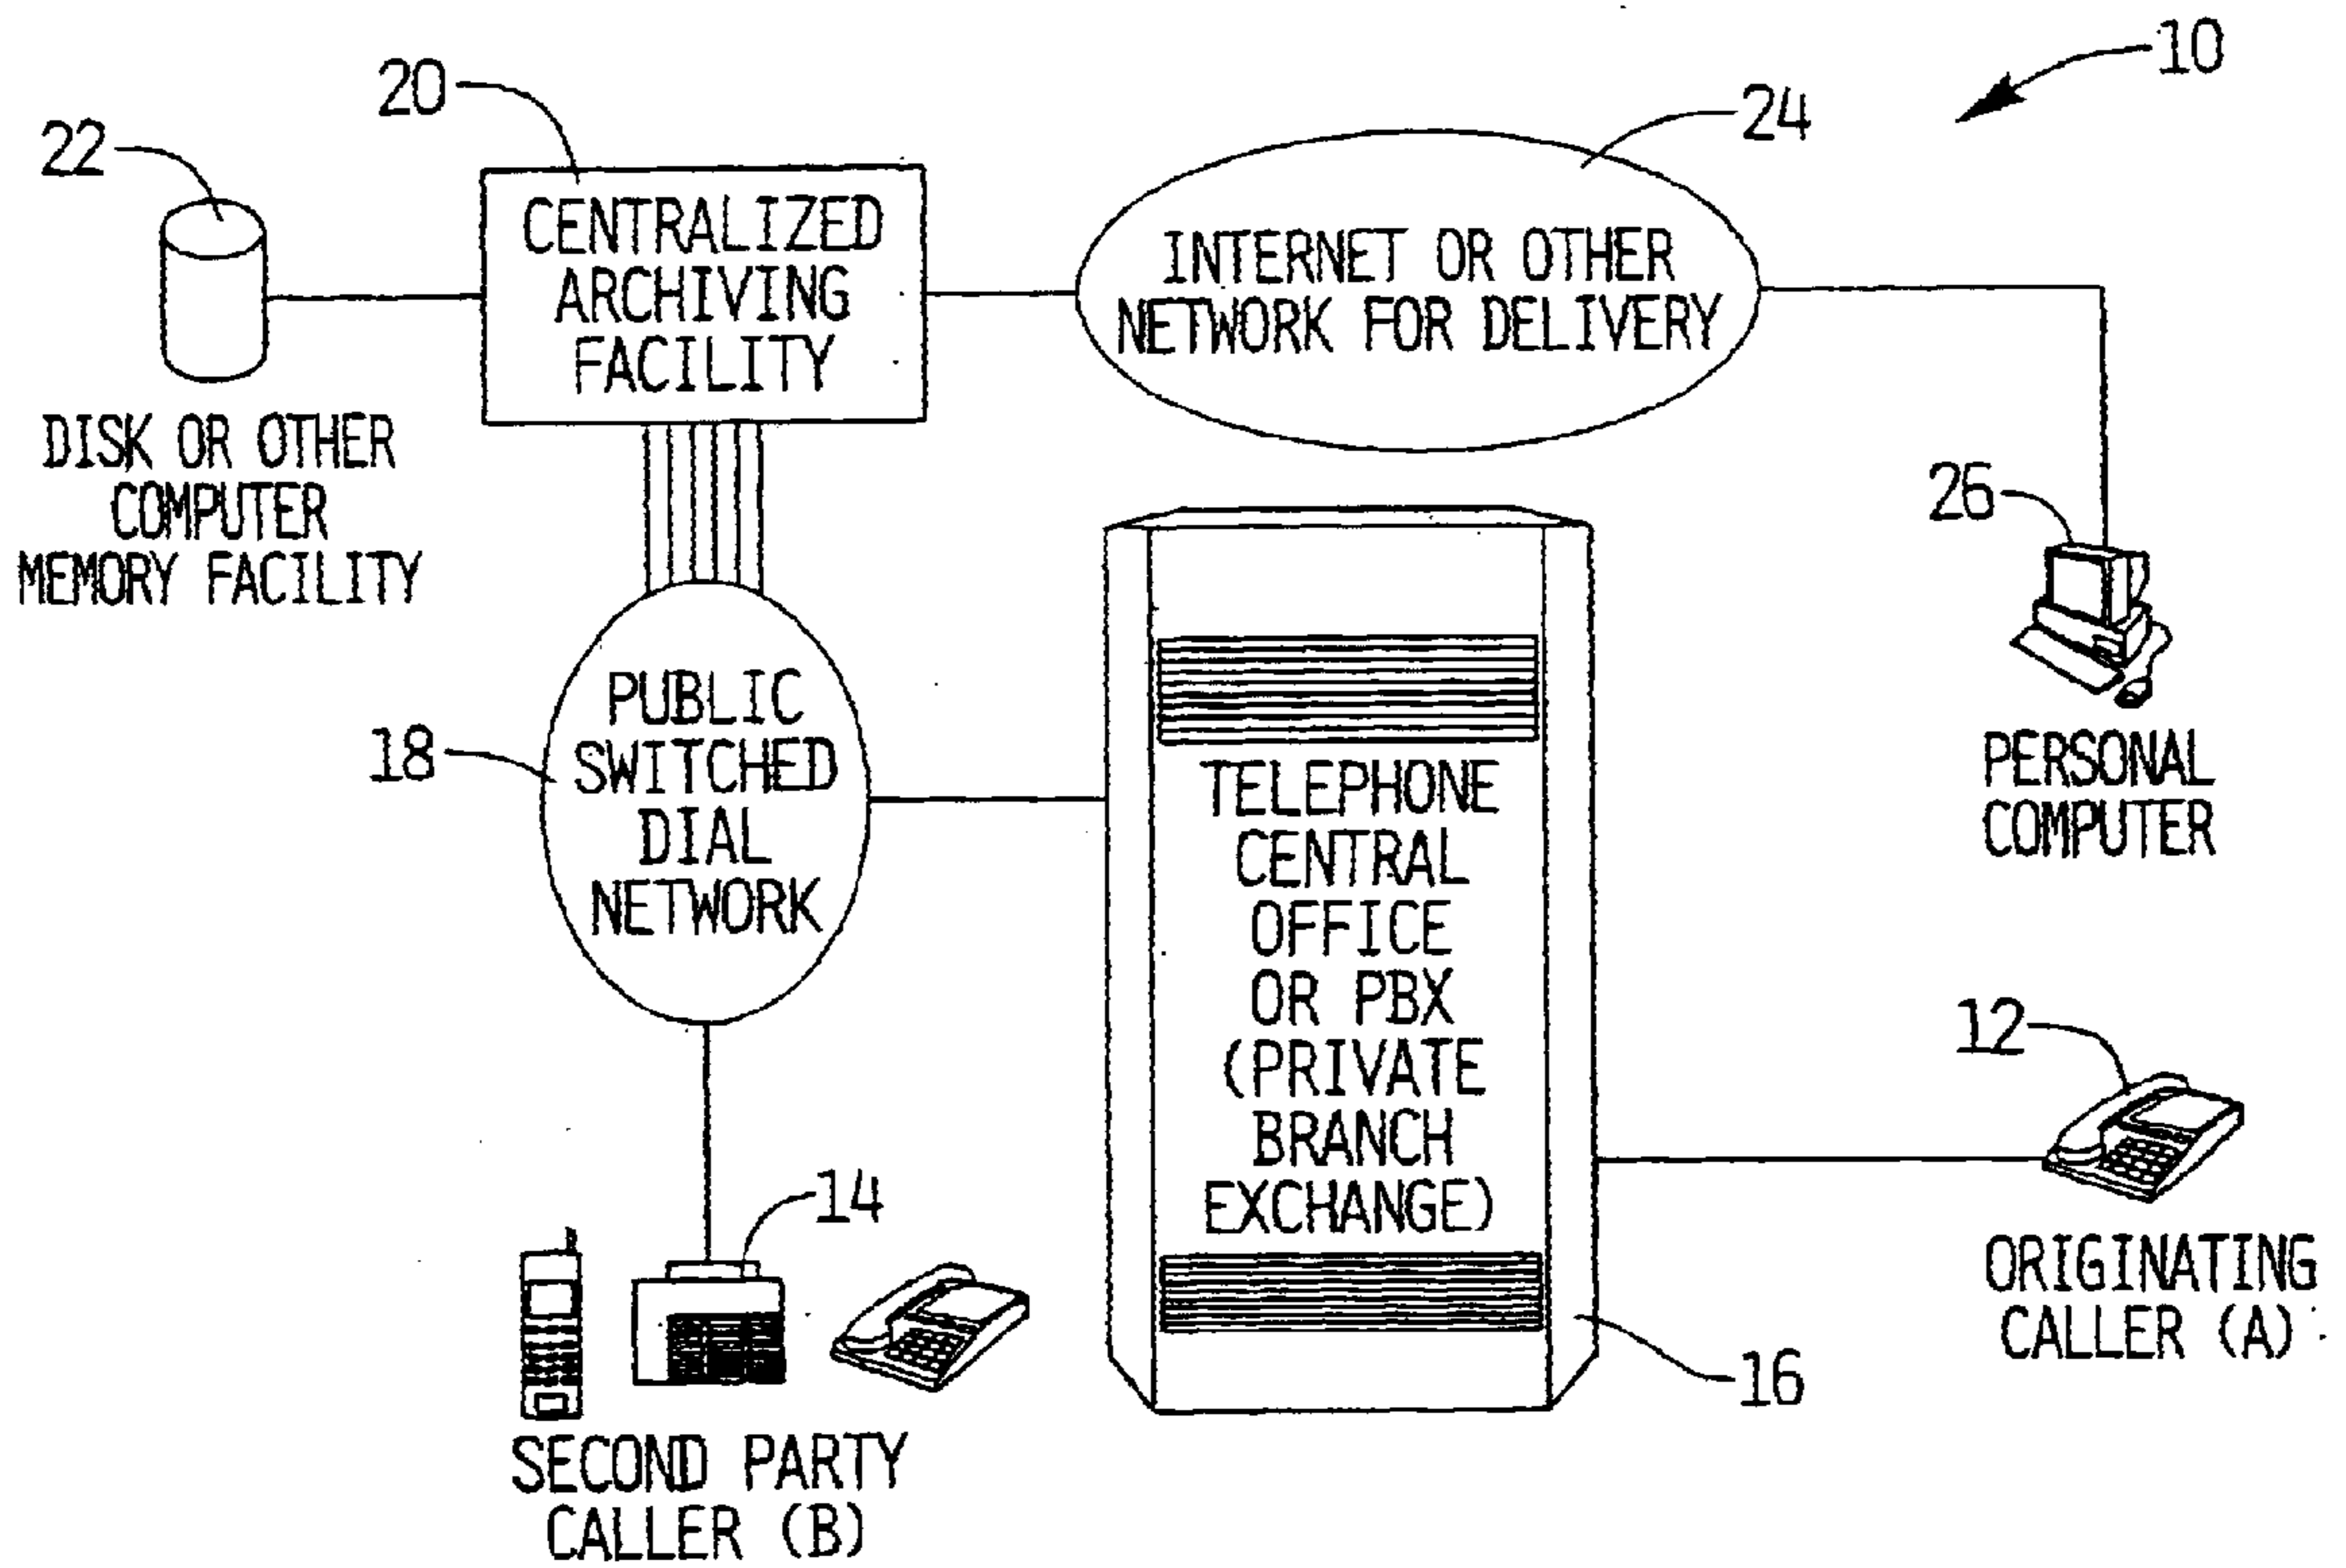 10
20
24
22
CENTRALIZED
ARCHIVING
FACILITY
INTERNET OR OTHER
NETWORK FOR DELIVERY
DISK OR OTHER
COMPUTER
MEMORY FACILITY
26
PERSONAL
COMPUTER
18
PUBLIC
SWITCHED
DIAL
NETWORK
TELEPHONE
CENTRAL
OFFICE
OR PBX
(PRIVATE
BRANCH
EXCHANGE)
12
ORIGINATING
CALLER (A)
14
16
SECOND PARTY
CALLER (B)